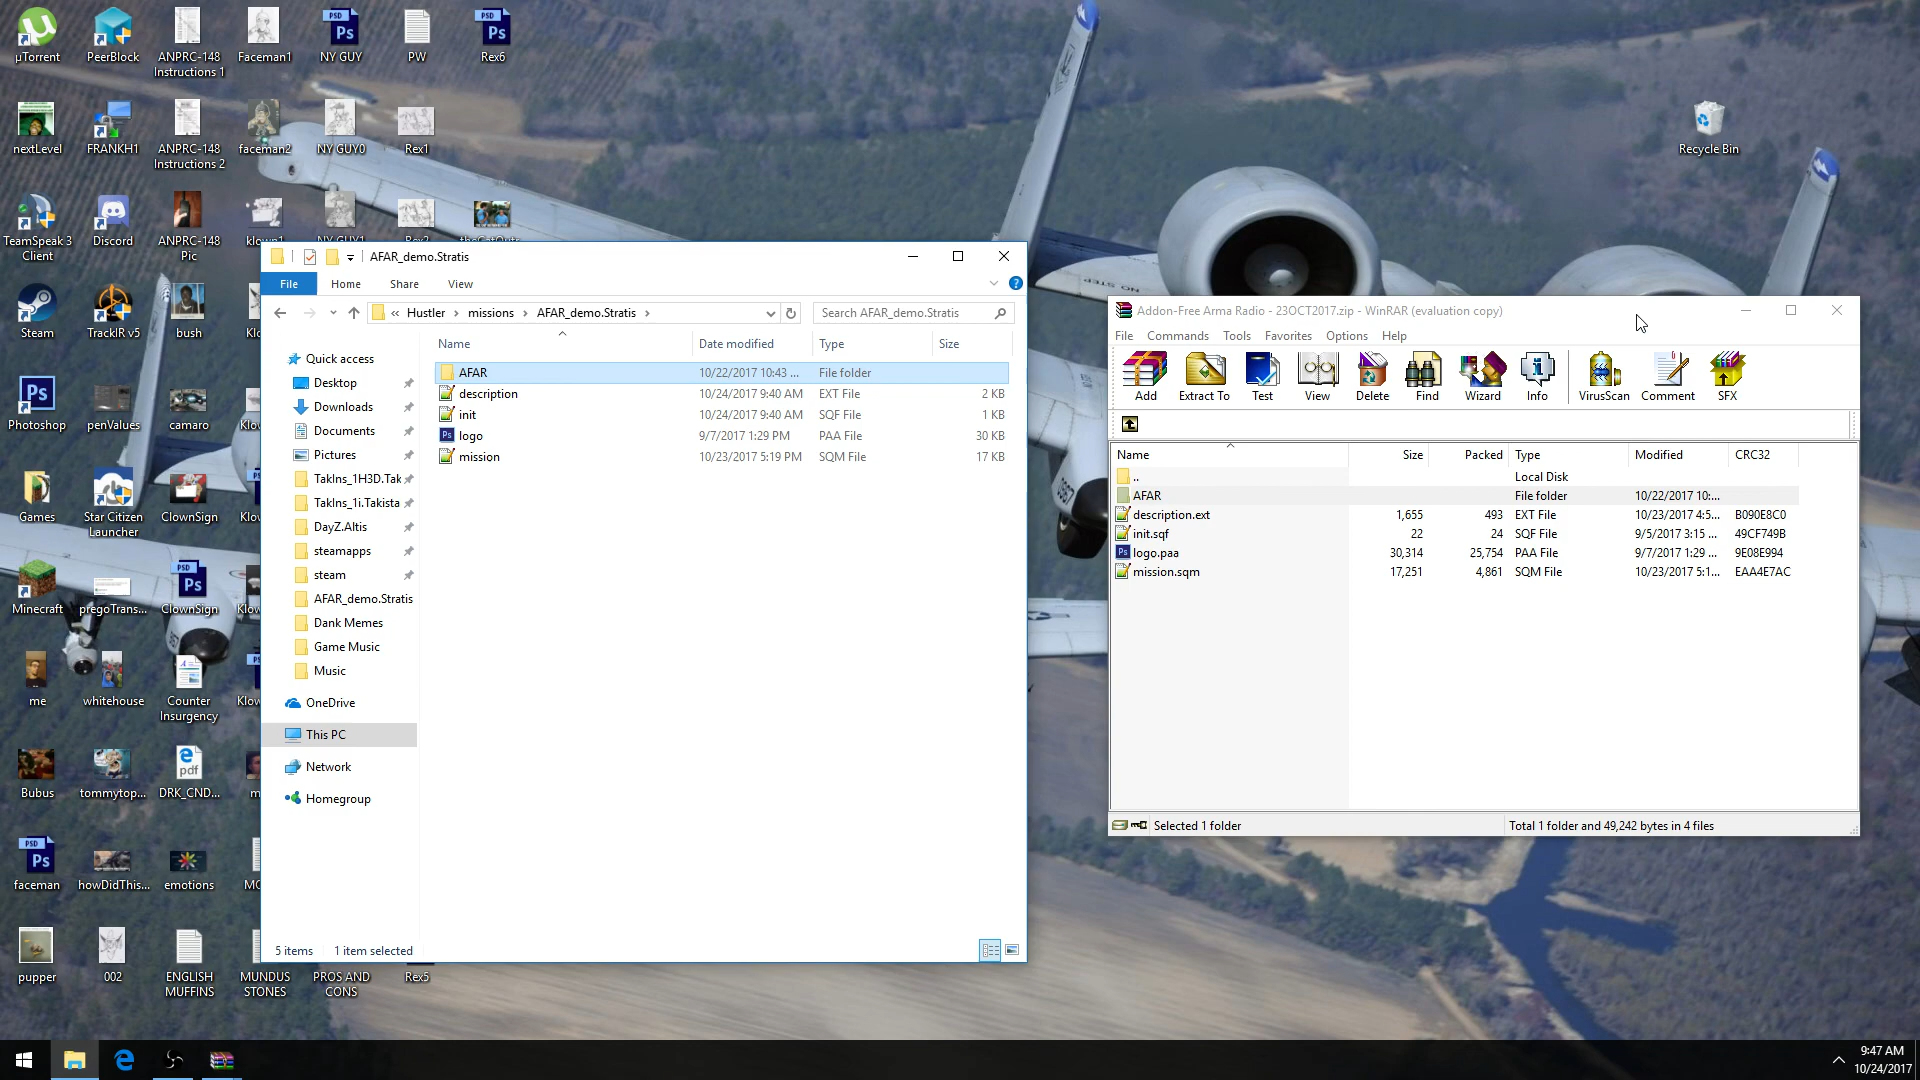 µTorrent
PeerBlock
ANPRC-148 Instructions 1
Faceman1
NY GUY
PW
Rex6
nextLevel
FRANKH1
ANPRC-148 Instructions 2
faceman2
NY GUY0
Rex1
Recycle Bin
TeamSpeak 3 Client
Discord
ANPRC-148 Pic
klown1
NY GUY1
Rex2
Steam
TrackIR v5
bush
Photoshop
penValues
camaro
Games
Star Citizen Launcher
ClownSign
Minecraft
pregoTrans...
ClownSign
me
whitehouse
Counter Insurgency
Bubus
tommytop...
DRK_CND...
faceman
howDidThis...
emotions
pupper
002
ENGLISH MUFFINS
MUNDUS STONES
PROS AND CONS
Rex5
AFAR_demo.Stratis
File Home Share View
« Hustler › missions › AFAR_demo.Stratis ›
Search AFAR_demo.Stratis
Name Date modified Type Size
AFAR 10/22/2017 10:43 ... File folder
description 10/24/2017 9:40 AM EXT File 2 KB
init 10/24/2017 9:40 AM SQF File 1 KB
logo 9/7/2017 1:29 PM PAA File 30 KB
mission 10/23/2017 5:19 PM SQM File 17 KB
Quick access
Desktop
Downloads
Documents
Pictures
TakIns_1H3D.Tak
TakIns_1i.Takista
DayZ.Altis
steamapps
steam
AFAR_demo.Stratis
Dank Memes
Game Music
Music
OneDrive
This PC
Network
Homegroup
5 items 1 item selected
Addon-Free Arma Radio - 23OCT2017.zip - WinRAR (evaluation copy)
File Commands Tools Favorites Options Help
Add Extract To Test View Delete Find Wizard Info VirusScan Comment SFX
Name Size Packed Type Modified CRC32
.. Local Disk
AFAR File folder 10/22/2017 10:...
description.ext 1,655 493 EXT File 10/23/2017 4:5... B090E8C0
init.sqf 22 24 SQF File 9/5/2017 3:15 ... 49CF749B
logo.paa 30,314 25,754 PAA File 9/7/2017 1:29 ... 9E08E994
mission.sqm 17,251 4,861 SQM File 10/23/2017 5:1... EAA4E7AC
Selected 1 folder Total 1 folder and 49,242 bytes in 4 files
9:47 AM
10/24/2017